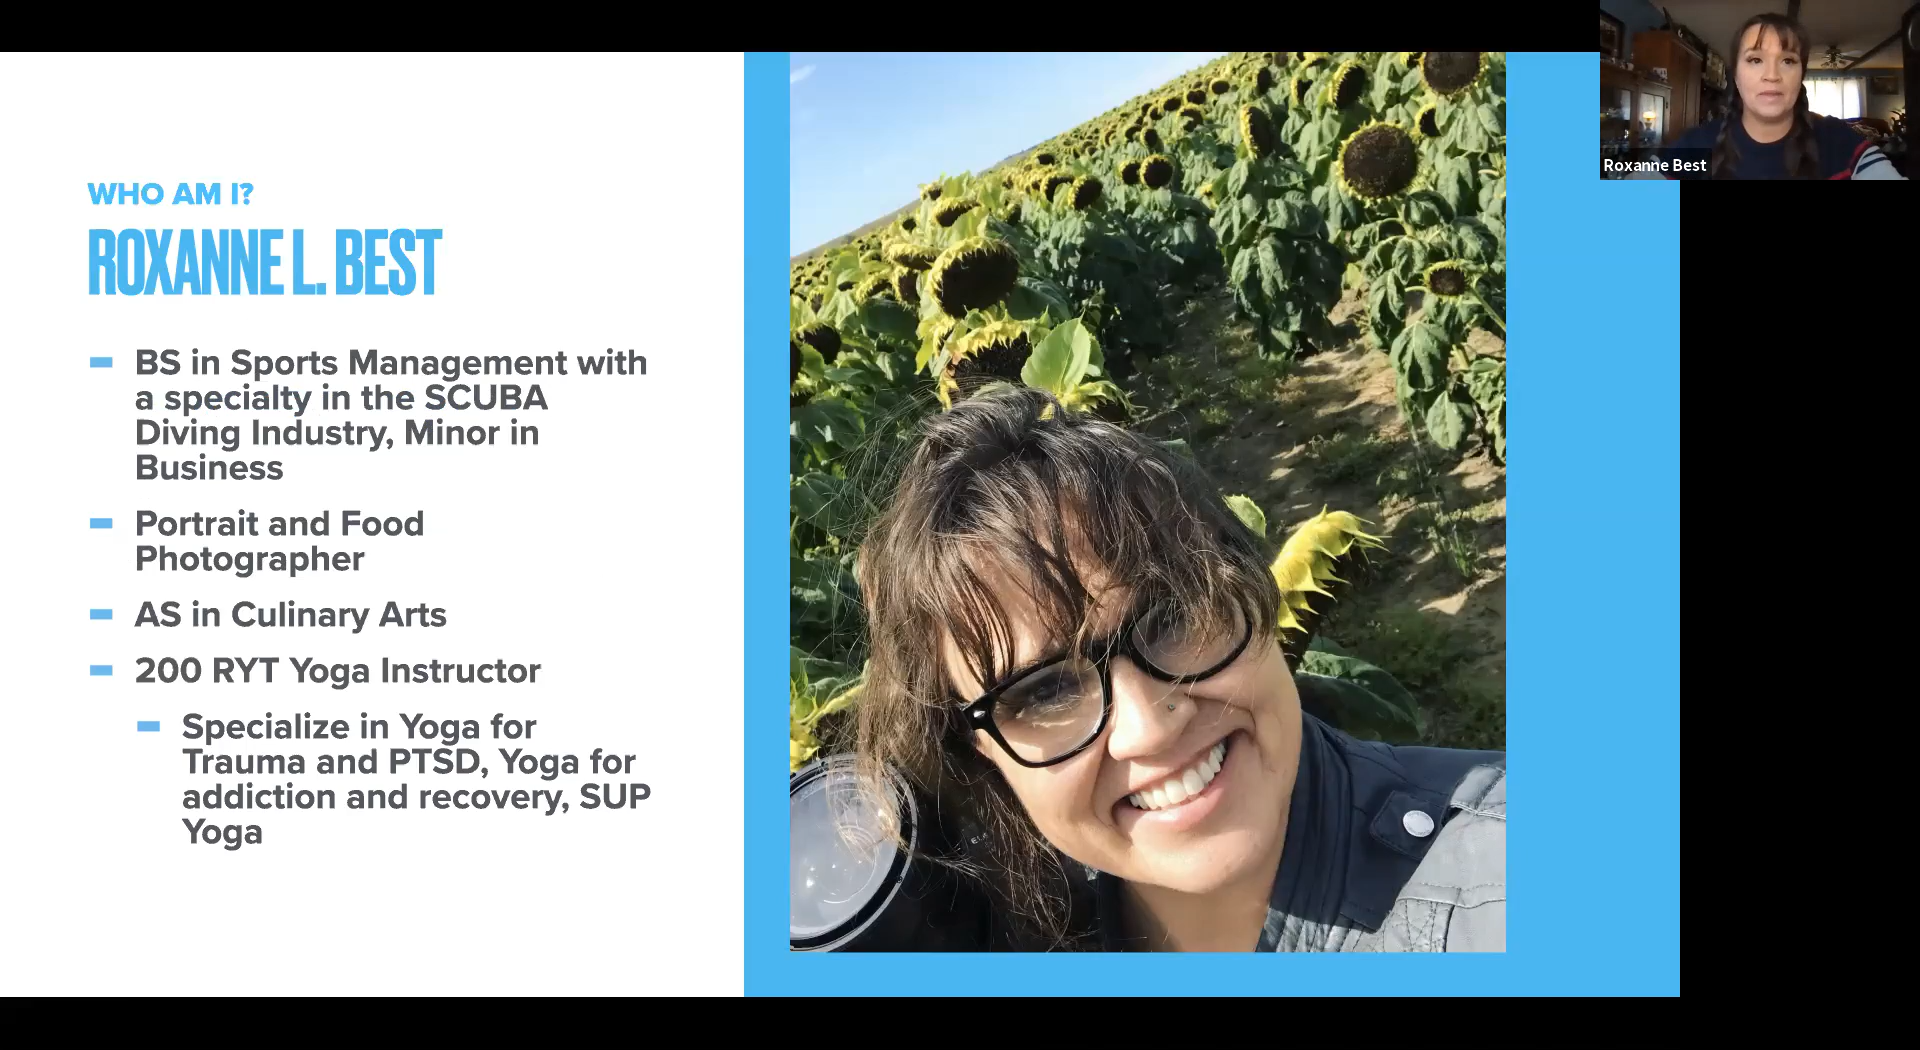 WHO AM I?
ROXANNE L. BEST
BS in Sports Management with
a specialty in the SCUBA
Diving Industry, Minor in
Business
Portrait and Food
Photographer
AS in Culinary Arts
200 RYT Yoga Instructor
Specialize in Yoga for
Trauma and PTSD, Yoga for
addiction and recovery, SUP
Yoga
Roxanne Best